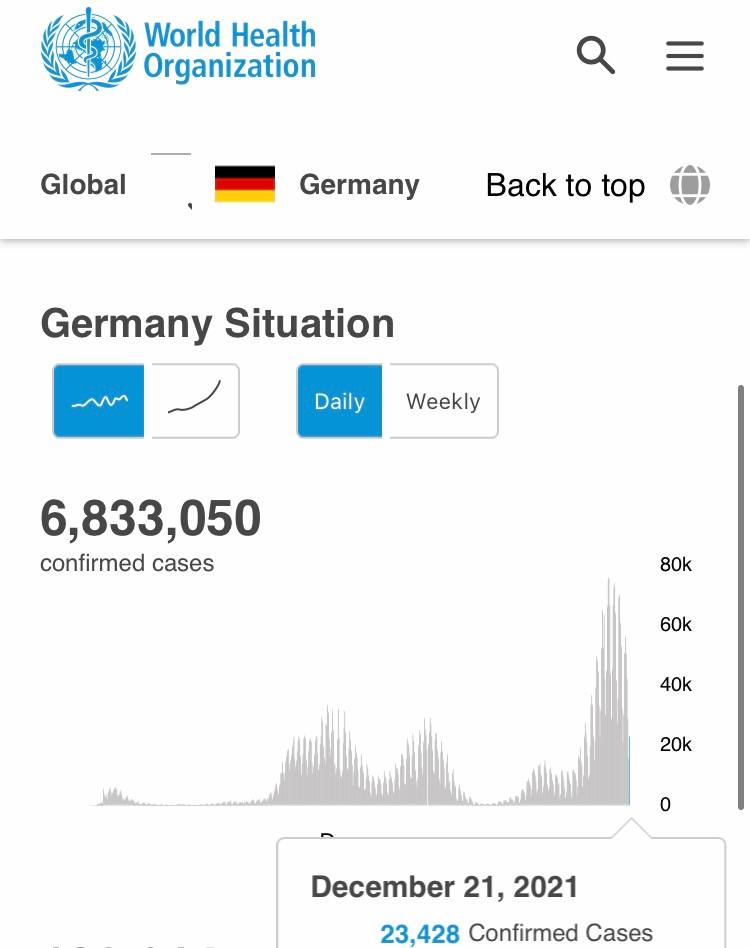 World Health
Organization
Global
Germany
Back to top
Germany Situation
Daily
Weekly
6,833,050
confirmed cases
80k
60k
40k
20k
0
December 21, 2021
23,428 Confirmed Cases